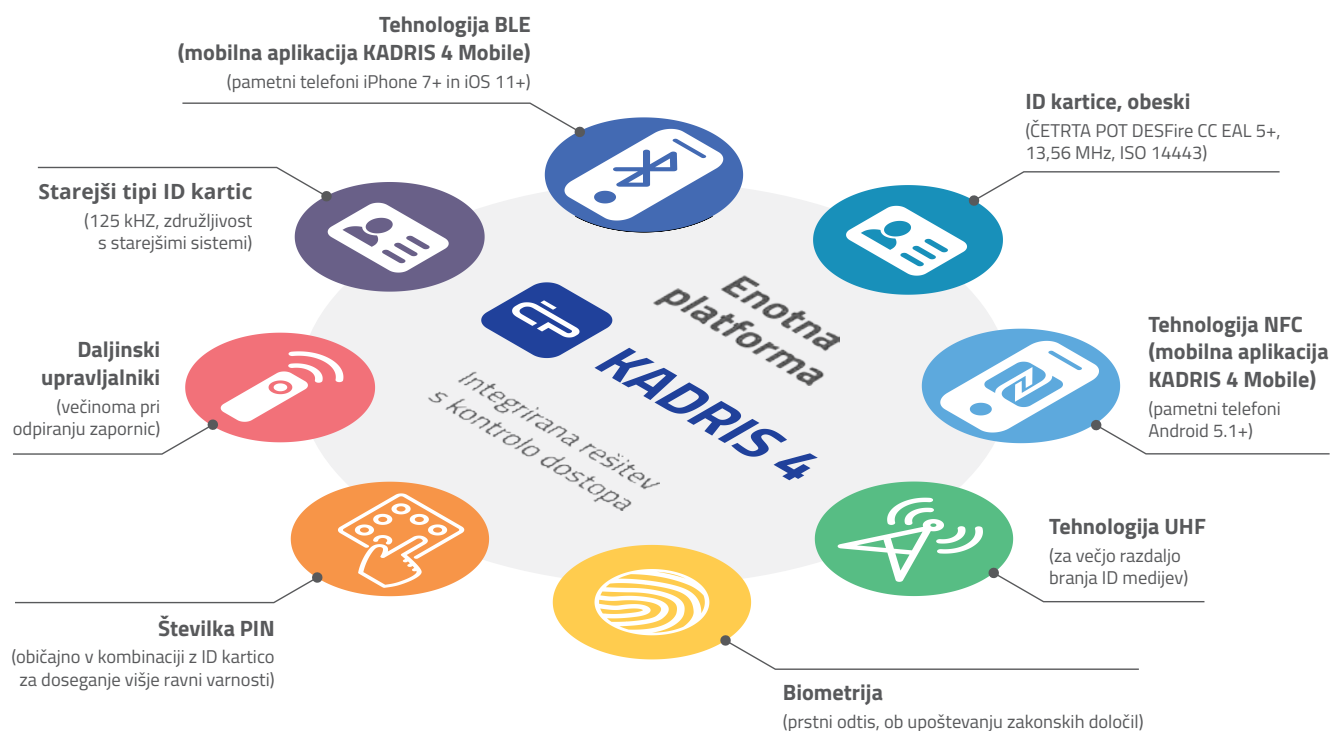 Tehnologija BLE
(mobilna aplikacija KADRIS 4 Mobile)
(pametni telefoni iPhone 7+ in iOS 11+)
ID kartice, obeski
(ČETRTA POT DESFire CC EAL 5+,
13,56 MHz, ISO 14443)
Starejši tipi ID kartic
(125 kHZ, združljivost
s starejšimi sistemi)
Enotna
platforma
KADRIS 4
Integrirana rešitev
s kontrolo dostopa
Tehnologija NFC
(mobilna aplikacija
KADRIS 4 Mobile)
(pametni telefoni
Android 5.1+)
Daljinski
upravljalniki
(večinoma pri
odpiranju zapornic)
Tehnologija UHF
(za večjo razdaljo
branja ID medijev)
Številka PIN
(običajno v kombinaciji z ID kartico
za doseganje višje ravni varnosti)
Biometrija
(prstni odtis, ob upoštevanju zakonskih določil)